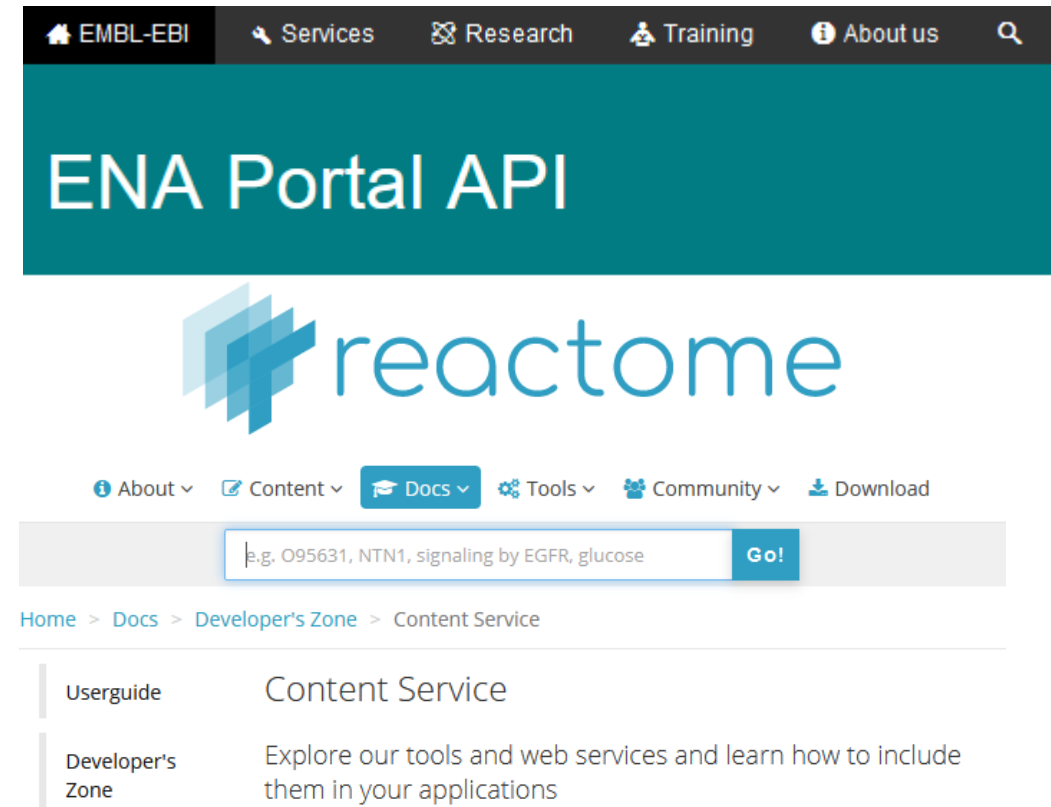 EMBL-EBI Services Research Training About us
ENA Portal API
reactome
About Content Docs Tools Community Download
e.g. O95631, NTN1, signaling by EGFR, glucose Go!
Home > Docs > Developer's Zone > Content Service
Userguide
Content Service
Developer's
Zone
Explore our tools and web services and learn how to include
them in your applications